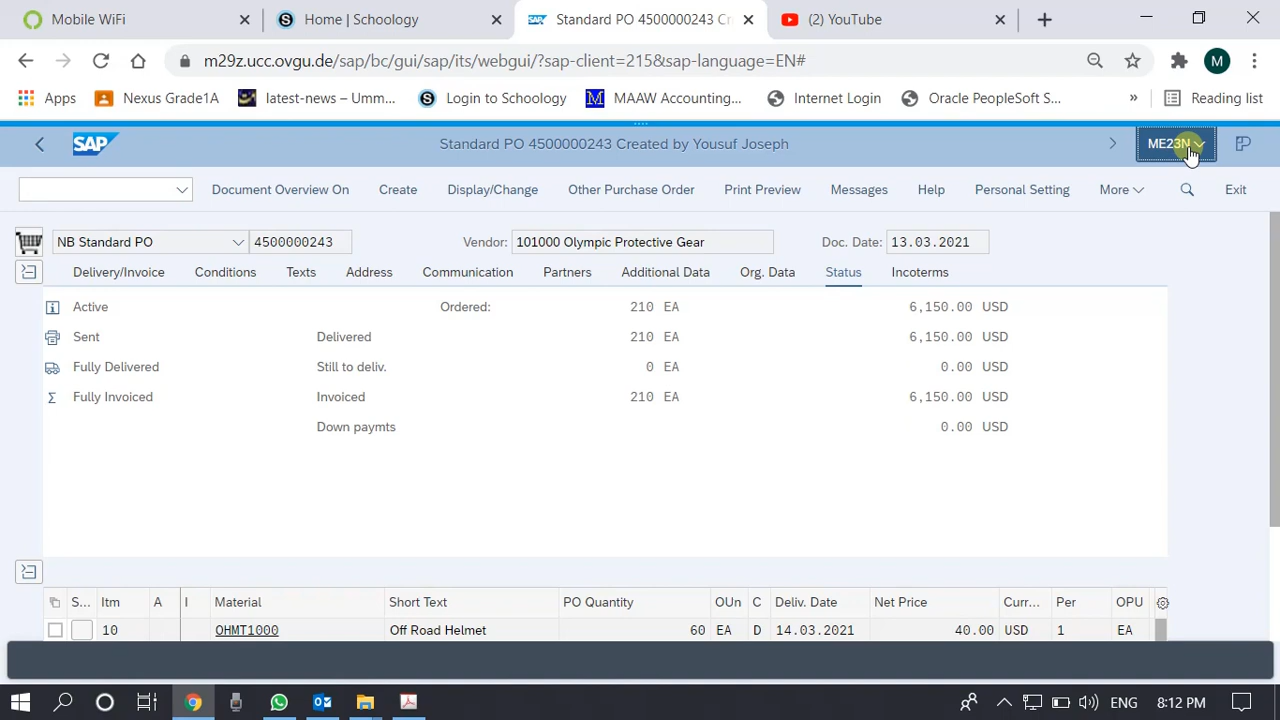 Mobile WiFi
Home | Schoology
Standard PO 4500000243 Cr
(2) YouTube
m29z.ucc.ovgu.de/sap/bc/gui/sap/its/webgui/?sap-client=215&sap-language=EN#
M
Apps
Nexus Grade1A
latest-news – Umm...
Login to Schoology
MAAW Accounting...
Internet Login
Oracle PeopleSoft S...
»
Reading list
SAP
Standard PO 4500000243 Created by Yousuf Joseph
ME23N
Document Overview On
Create
Display/Change
Other Purchase Order
Print Preview
Messages
Help
Personal Setting
More
Exit
NB Standard PO
4500000243
Vendor:
101000 Olympic Protective Gear
Doc. Date:
13.03.2021
Delivery/Invoice
Conditions
Texts
Address
Communication
Partners
Additional Data
Org. Data
Status
Incoterms
Active
Ordered:
210 EA
6,150.00 USD
Sent
Delivered
210 EA
6,150.00 USD
Fully Delivered
Still to deliv.
0 EA
0.00 USD
Σ Fully Invoiced
Invoiced
210 EA
6,150.00 USD
Down paymts
0.00 USD
S...
Itm
A
I
Material
Short Text
PO Quantity
OUn
C
Deliv. Date
Net Price
Curr...
Per
OPU
10
OHMT1000
Off Road Helmet
60
EA
D
14.03.2021
40.00
USD
1
EA
ENG
8:12 PM